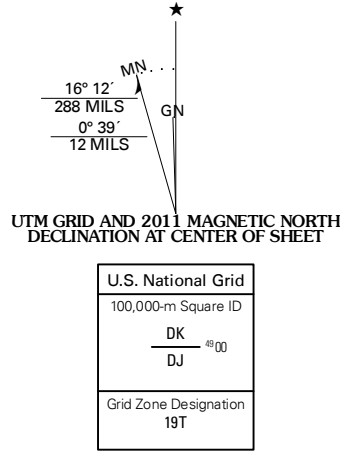 ★
MN
16° 12´
288 MILS
GN
0° 39´
12 MILS
UTM GRID AND 2011 MAGNETIC NORTH
DECLINATION AT CENTER OF SHEET
U.S. National Grid
100,000-m Square ID
DK
4900
DJ
Grid Zone Designation
19T